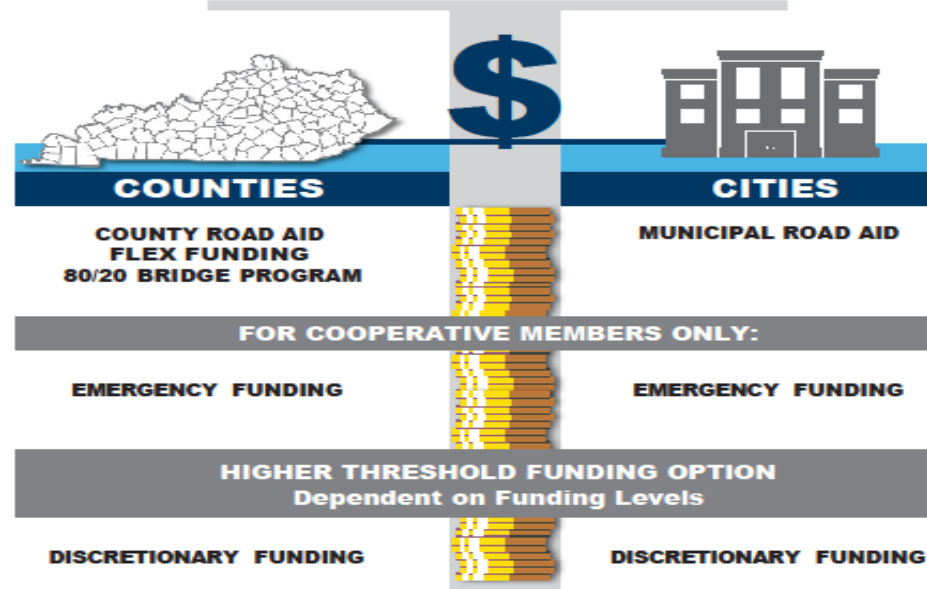 $
COUNTIES
CITIES
COUNTY ROAD AID
FLEX FUNDING
80/20 BRIDGE PROGRAM
MUNICIPAL ROAD AID
FOR COOPERATIVE MEMBERS ONLY:
EMERGENCY FUNDING
EMERGENCY FUNDING
HIGHER THRESHOLD FUNDING OPTION
Dependent on Funding Levels
DISCRETIONARY FUNDING
DISCRETIONARY FUNDING